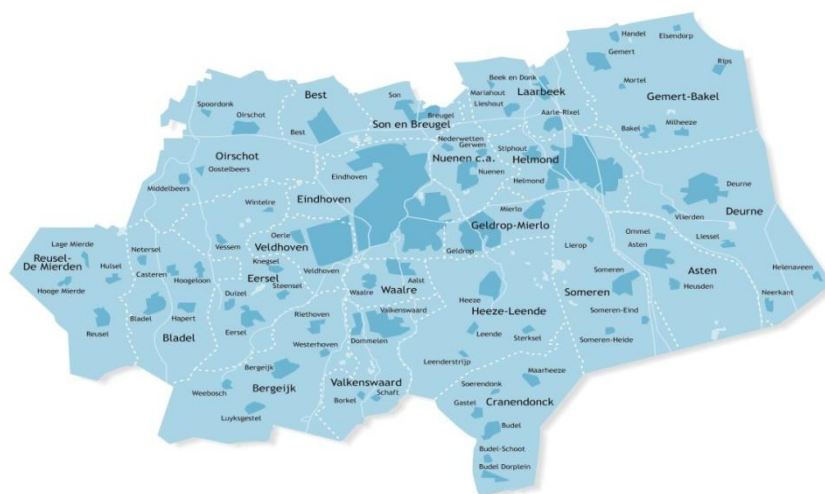 Handel
Elsendorp
Gemert
Rips
Beek en Donk
Mariahout
Laarbeek
Mortel
Gemert-Bakel
Lieshout
Best
Son
Spoordonk
Oirschot
Breugel
Son en Breugel
Aarle-Rixel
Bakel
Milheeze
Best
Nederwetten
Gerwen
Stiphout
Oirschot
Nuenen c.a.
Helmond
Oostelbeers
Eindhoven
Nuenen
Helmond
Middelbeers
Deurne
Eindhoven
Wintelre
Mierlo
Vlierden
Deurne
Oerle
Geldrop-Mierlo
Lage Mierde
Netersel
Vessem
Veldhoven
Geldrop
Lierop
Ommel
Asten
Liessel
Reusel-
De Mierden
Hulsel
Casteren
Hoogeloon
Knegsel
Veldhoven
Eersel
Aalst
Someren
Asten
Helenaveen
Hooge Mierde
Duizel
Steensel
Waalre
Waalre
Heeze
Someren
Heusden
Neerkant
Bladel
Hapert
Riethoven
Valkenswaard
Heeze-Leende
Someren-Eind
Reusel
Bladel
Eersel
Westerhoven
Dommelen
Leende
Sterksel
Someren-Heide
Bergeijk
Leenderstrijp
Weebosch
Bergeijk
Valkenswaard
Borkel
Schaft
Soerendonk
Maarheeze
Luyksgestel
Gastel
Cranendonck
Budel
Budel-Schoot
Budel Dorplein